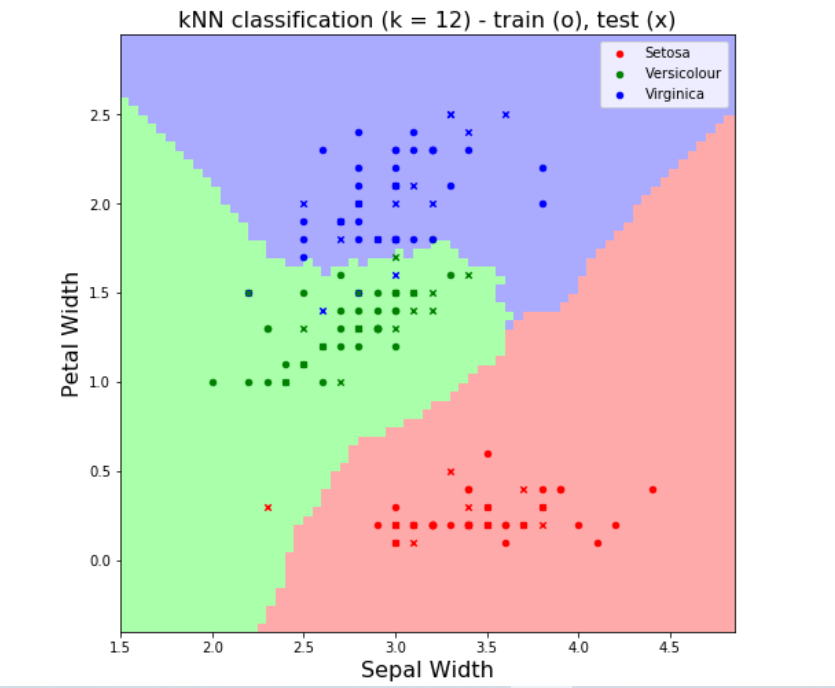 kNN classification (k = 12) - train (o), test (x)
Setosa
Versicolour
Virginica
2.5
2.0
1.5
1.0
0.5
0.0
Petal Width
1.5 2.0 2.5 3.0 3.5 4.0 4.5
Sepal Width